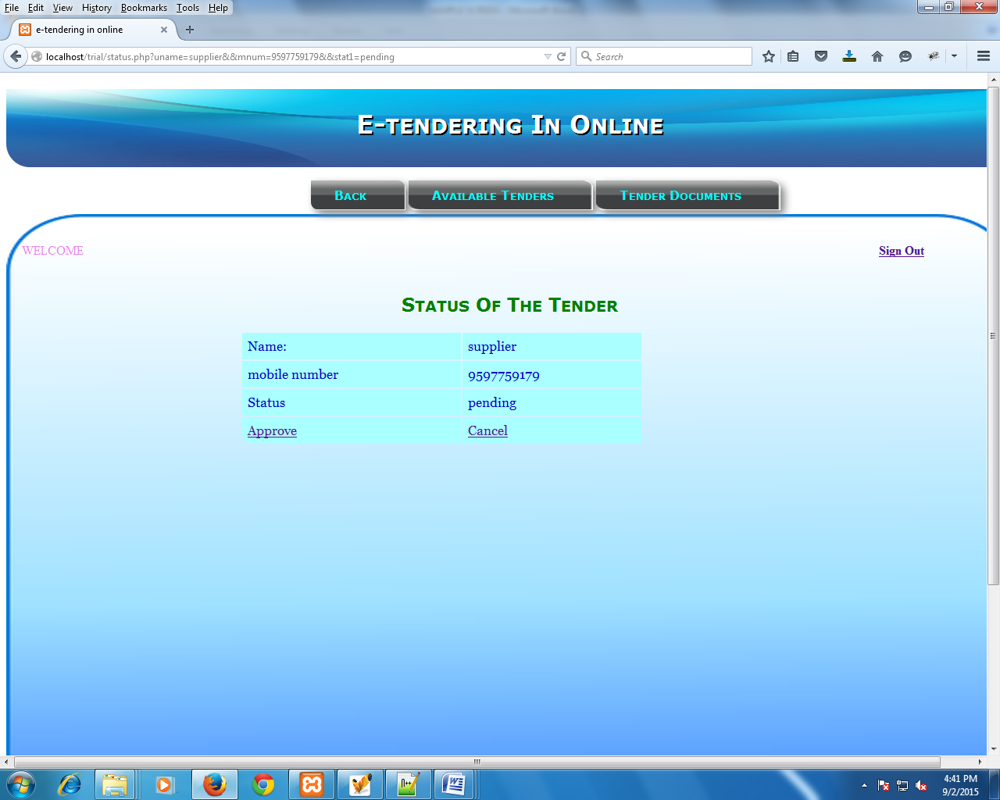 File Edit View History Bookmarks Tools Help
e-tendering in online
localhost/trial/status.php?uname=supplier&&mnum=9597759179&&stat1=pending
Search
E-tendering In Online
Back Available Tenders Tender Documents
WELCOME Sign Out
Status Of The Tender
Name: supplier
mobile number 9597759179
Status pending
Approve Cancel
4:41 PM
9/2/2015